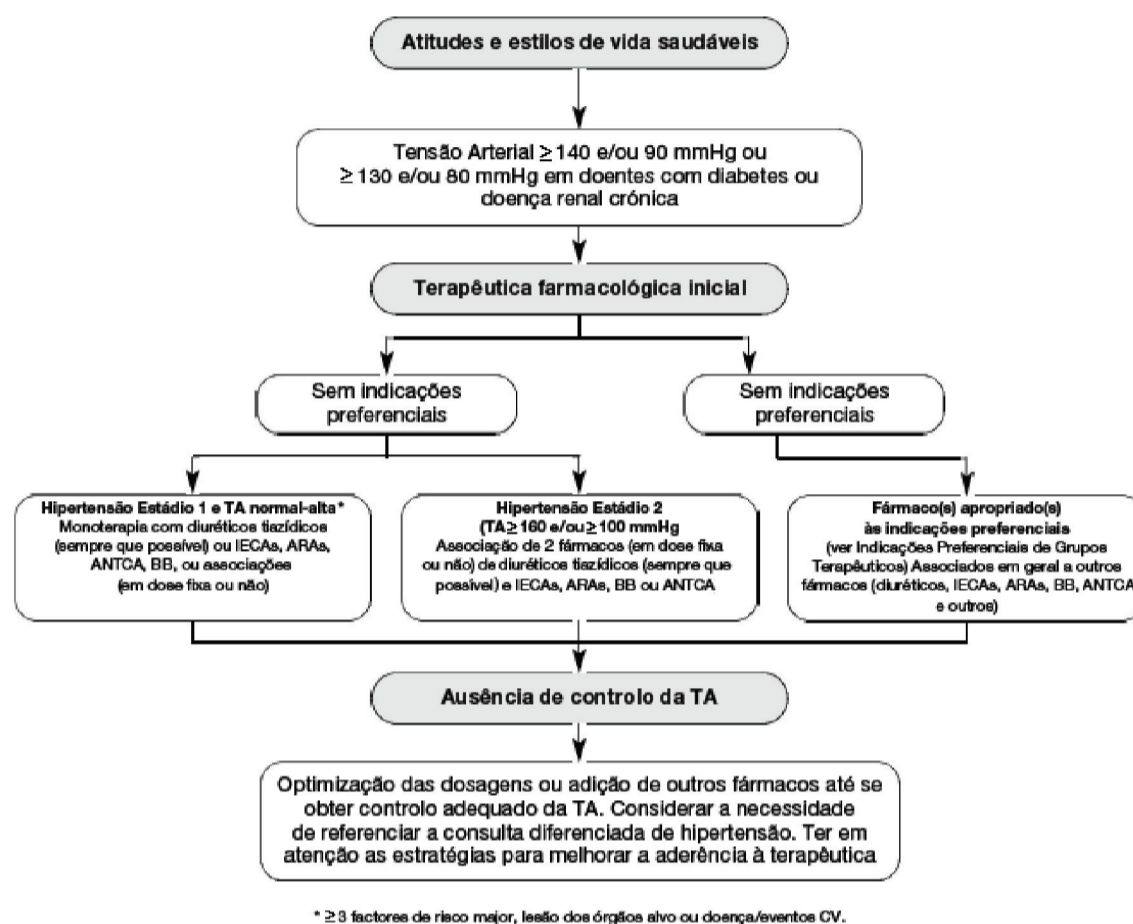 Atitudes e estilos de vida saudáveis
Tensão Arterial ≥ 140 e/ou 90 mmHg ou
≥ 130 e/ou 80 mmHg em doentes com diabetes ou
doença renal crónica
Terapêutica farmacológica inicial
Sem indicações
preferenciais
Sem indicações
preferenciais
Hipertensão Estádio 1 e TA normal-alta*
Monoterapia com diuréticos tiazídicos
(sempre que possível) ou IECAs, ARAs,
ANTCA, BB, ou associações
(em dose fixa ou não)
Hipertensão Estádio 2
(TA≥160 e/ou≥100 mmHg
Associação de 2 fármacos (em dose fixa
ou não) de diuréticos tiazídicos (sempre que
possível) e IECAs, ARAs, BB ou ANTCA
Fármaco(s) apropriado(s)
às indicações preferenciais
(ver Indicações Preferenciais de Grupos
Terapêuticos) Associados em geral a outros
fármacos (diuréticos, IECAs, ARAs, BB, ANTCA
e outros)
Ausência de controlo da TA
Optimização das dosagens ou adição de outros fármacos até se
obter controlo adequado da TA. Considerar a necessidade
de referenciar a consulta diferenciada de hipertensão. Ter em
atenção as estratégias para melhorar a aderência à terapêutica
* ≥3 factores de risco major, lesão dos órgãos alvo ou doença/eventos CV.